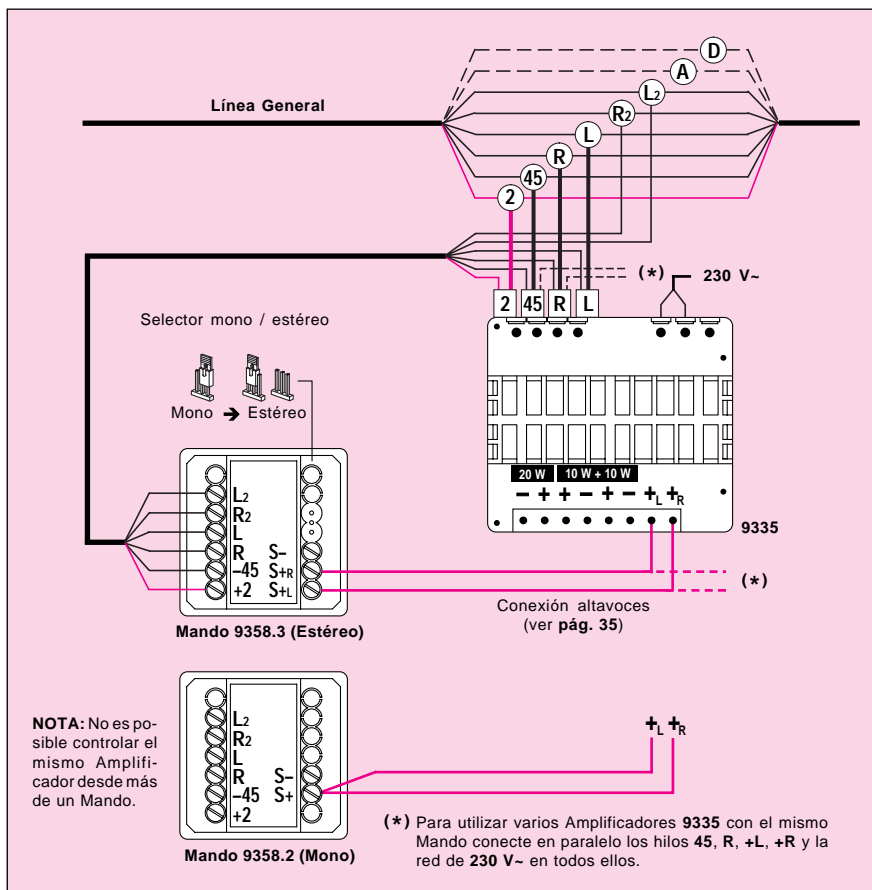 D
A
Línea General
L2
R2
L
R
45
2
(*)
230 V~
2 45 R L
Selector mono / estéreo
Mono ➔ Estéreo
20 W 10 W + 10 W
− + + − + − +L +R
9335
L2
R2
L
R S−
−45 S+R
+2 S+L
(*)
Conexión altavoces
(ver pág. 35)
Mando 9358.3 (Estéreo)
NOTA: No es po-
sible controlar el
mismo Amplifi-
cador desde más
de un Mando.
L2
R2
L
R S−
−45 S+
+2
+L +R
Mando 9358.2 (Mono)
(*) Para utilizar varios Amplificadores 9335 con el mismo
Mando conecte en paralelo los hilos 45, R, +L, +R y la
red de 230 V~ en todos ellos.